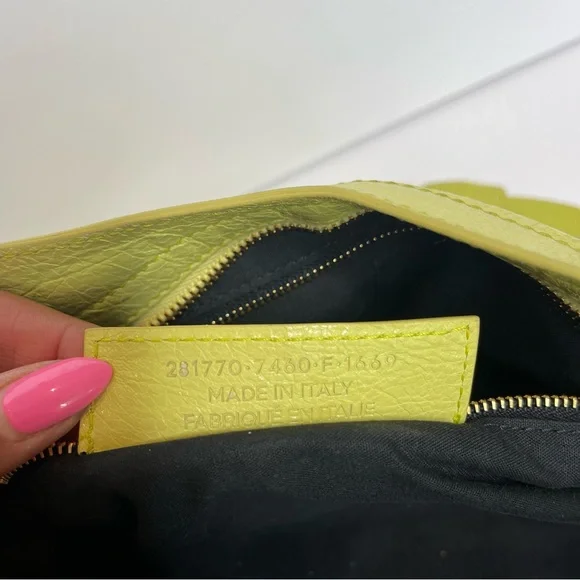 281770·7460·F·1669
MADE IN ITALY
FABRIQUE EN ITALIE